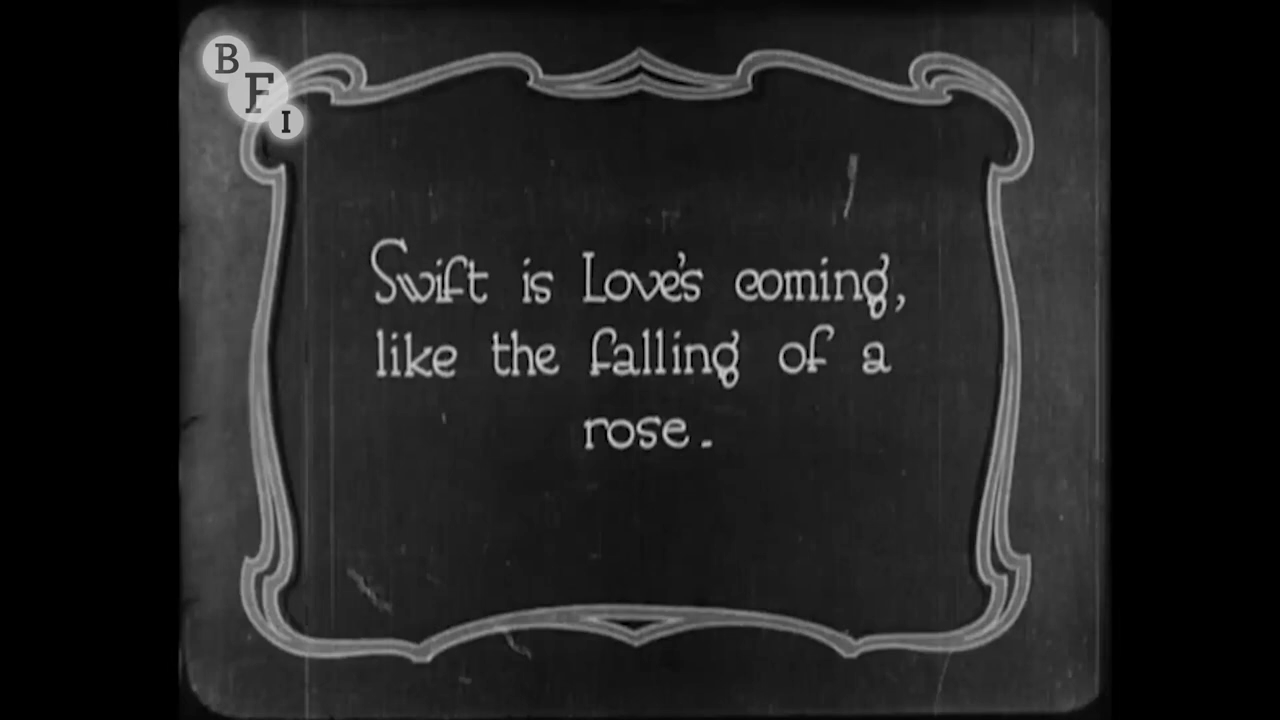 BFI
Swift is Love's coming,
like the falling of a
rose.